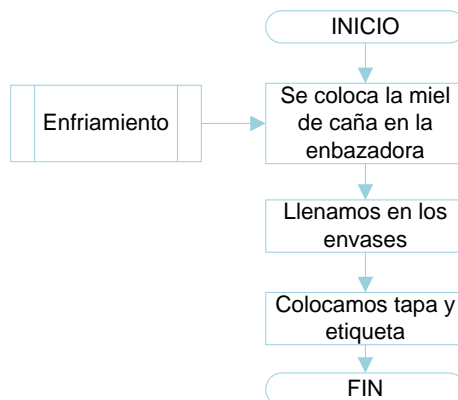 INICIO
Enfriamiento
Se coloca la miel
de caña en la
enbazadora
Llenamos en los
envases
Colocamos tapa y
etiqueta
FIN